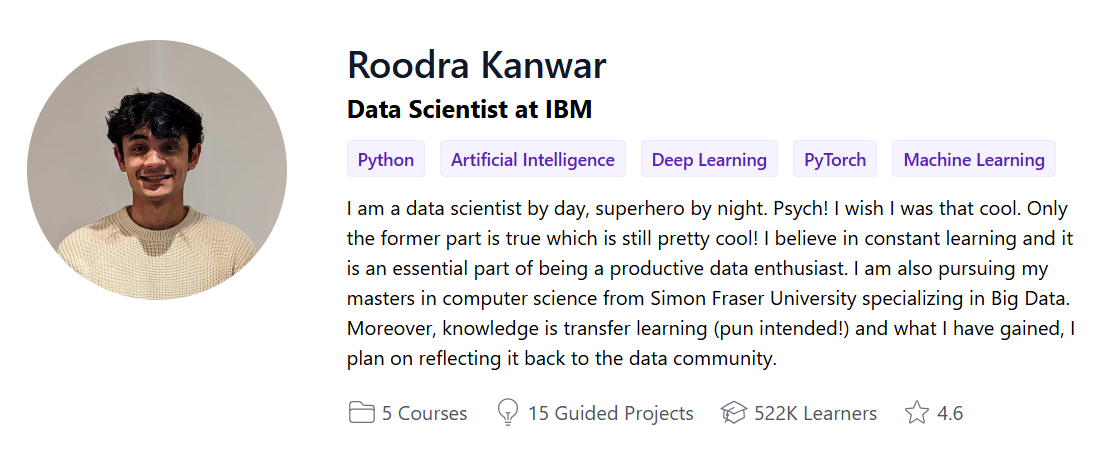 Roodra Kanwar
Data Scientist at IBM
Python Artificial Intelligence Deep Learning PyTorch Machine Learning
I am a data scientist by day, superhero by night. Psych! I wish I was that cool. Only
the former part is true which is still pretty cool! I believe in constant learning and it
is an essential part of being a productive data enthusiast. I am also pursuing my
masters in computer science from Simon Fraser University specializing in Big Data.
Moreover, knowledge is transfer learning (pun intended!) and what I have gained, I
plan on reflecting it back to the data community.
5 Courses 15 Guided Projects 522K Learners 4.6